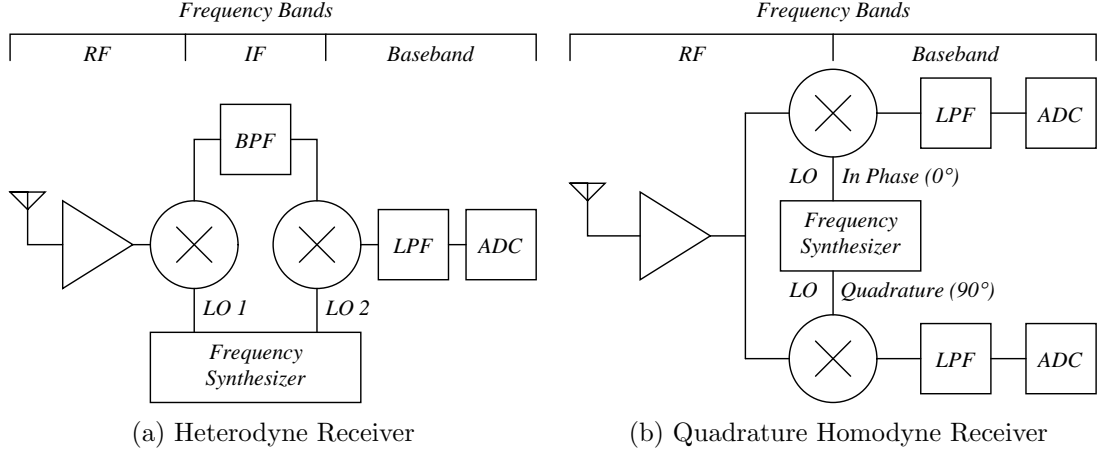 Frequency Bands
RF
IF
Baseband
BPF
LPF
ADC
LO 1
LO 2
Frequency
Synthesizer
(a) Heterodyne Receiver
Frequency Bands
RF
Baseband
LPF
ADC
LO
In Phase (0°)
Frequency
Synthesizer
LO
Quadrature (90°)
LPF
ADC
(b) Quadrature Homodyne Receiver